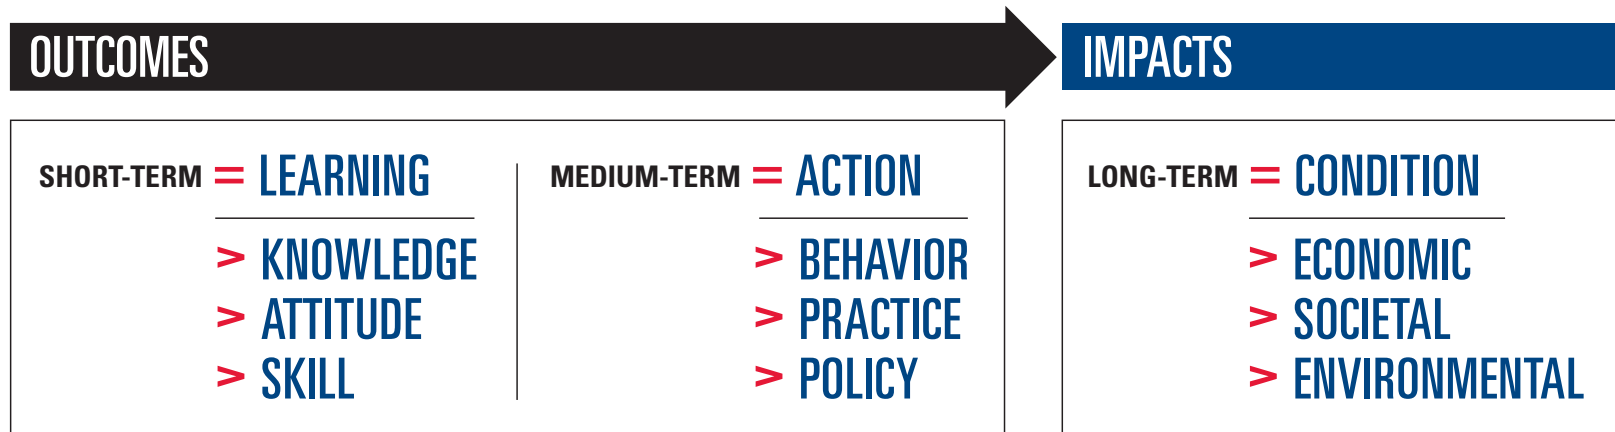 OUTCOMES
IMPACTS
SHORT-TERM = LEARNING
> KNOWLEDGE
> ATTITUDE
> SKILL
MEDIUM-TERM = ACTION
> BEHAVIOR
> PRACTICE
> POLICY
LONG-TERM = CONDITION
> ECONOMIC
> SOCIETAL
> ENVIRONMENTAL